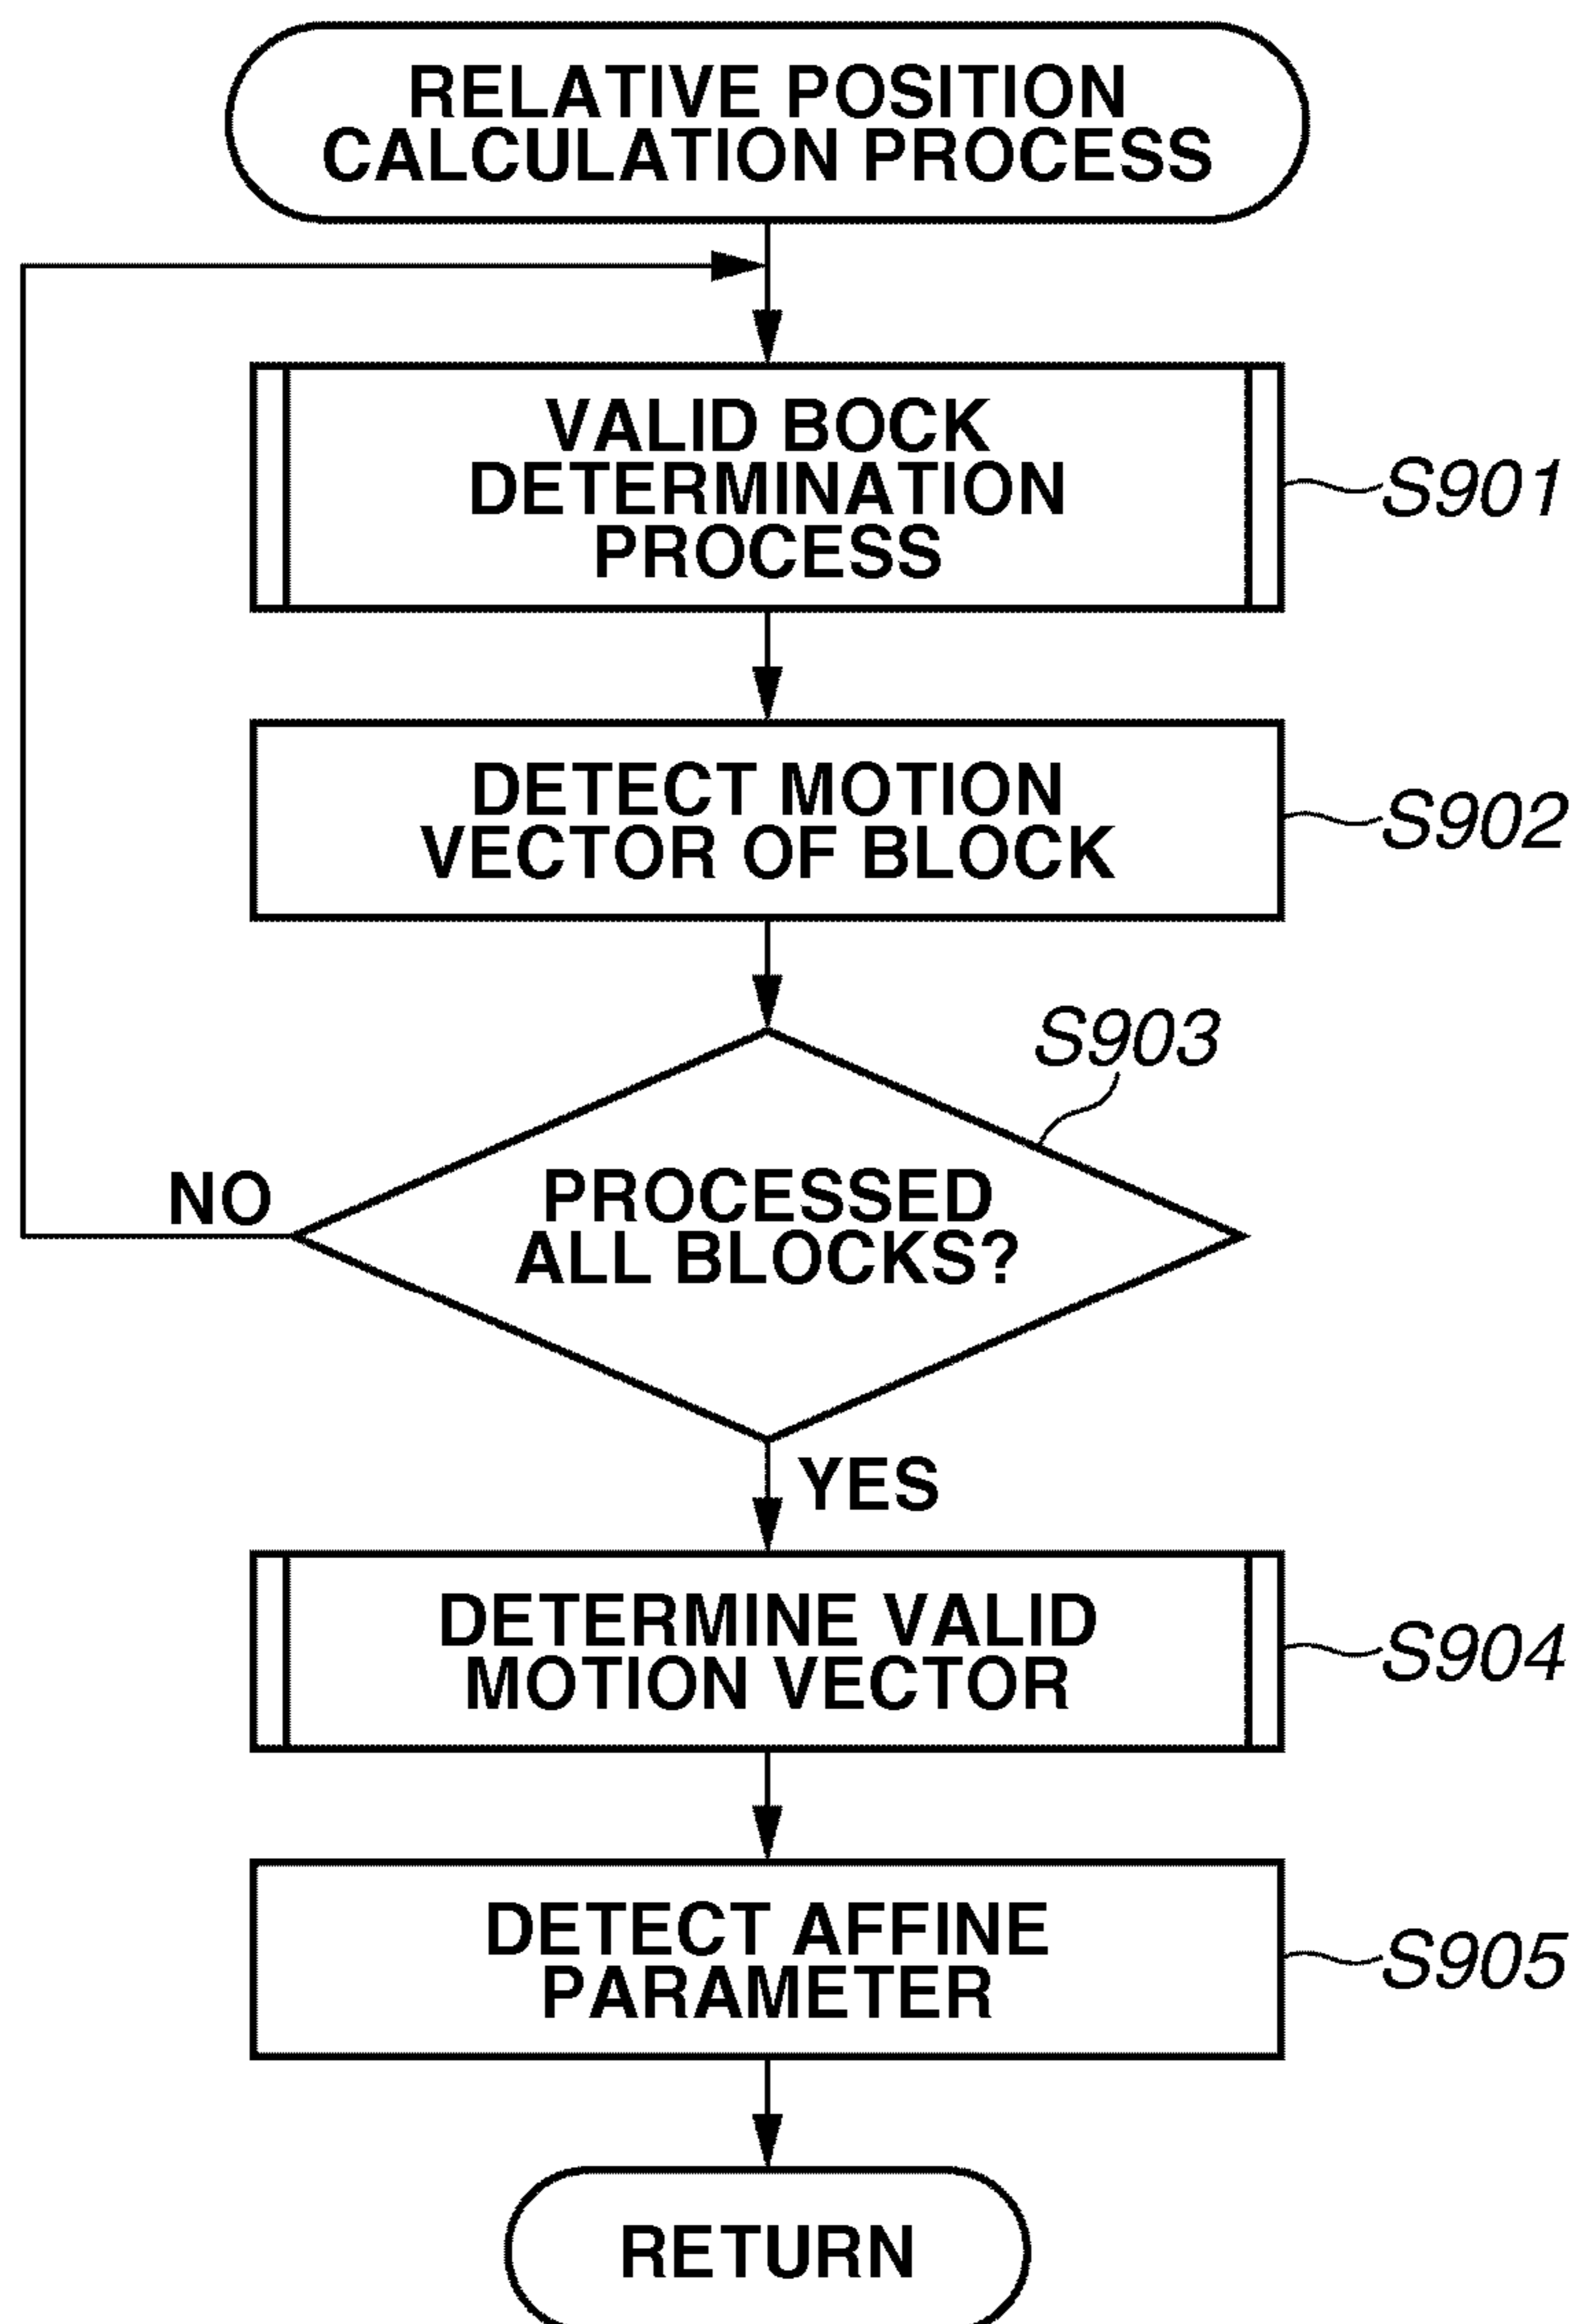 RELATIVE POSITION
CALCULATION PROCESS
VALID BOCK
DETERMINATION
PROCESS
S901
DETECT MOTION
VECTOR OF BLOCK
S902
S903
PROCESSED
ALL BLOCKS?
NO
YES
DETERMINE VALID
MOTION VECTOR
S904
DETECT AFFINE
PARAMETER
S905
RETURN